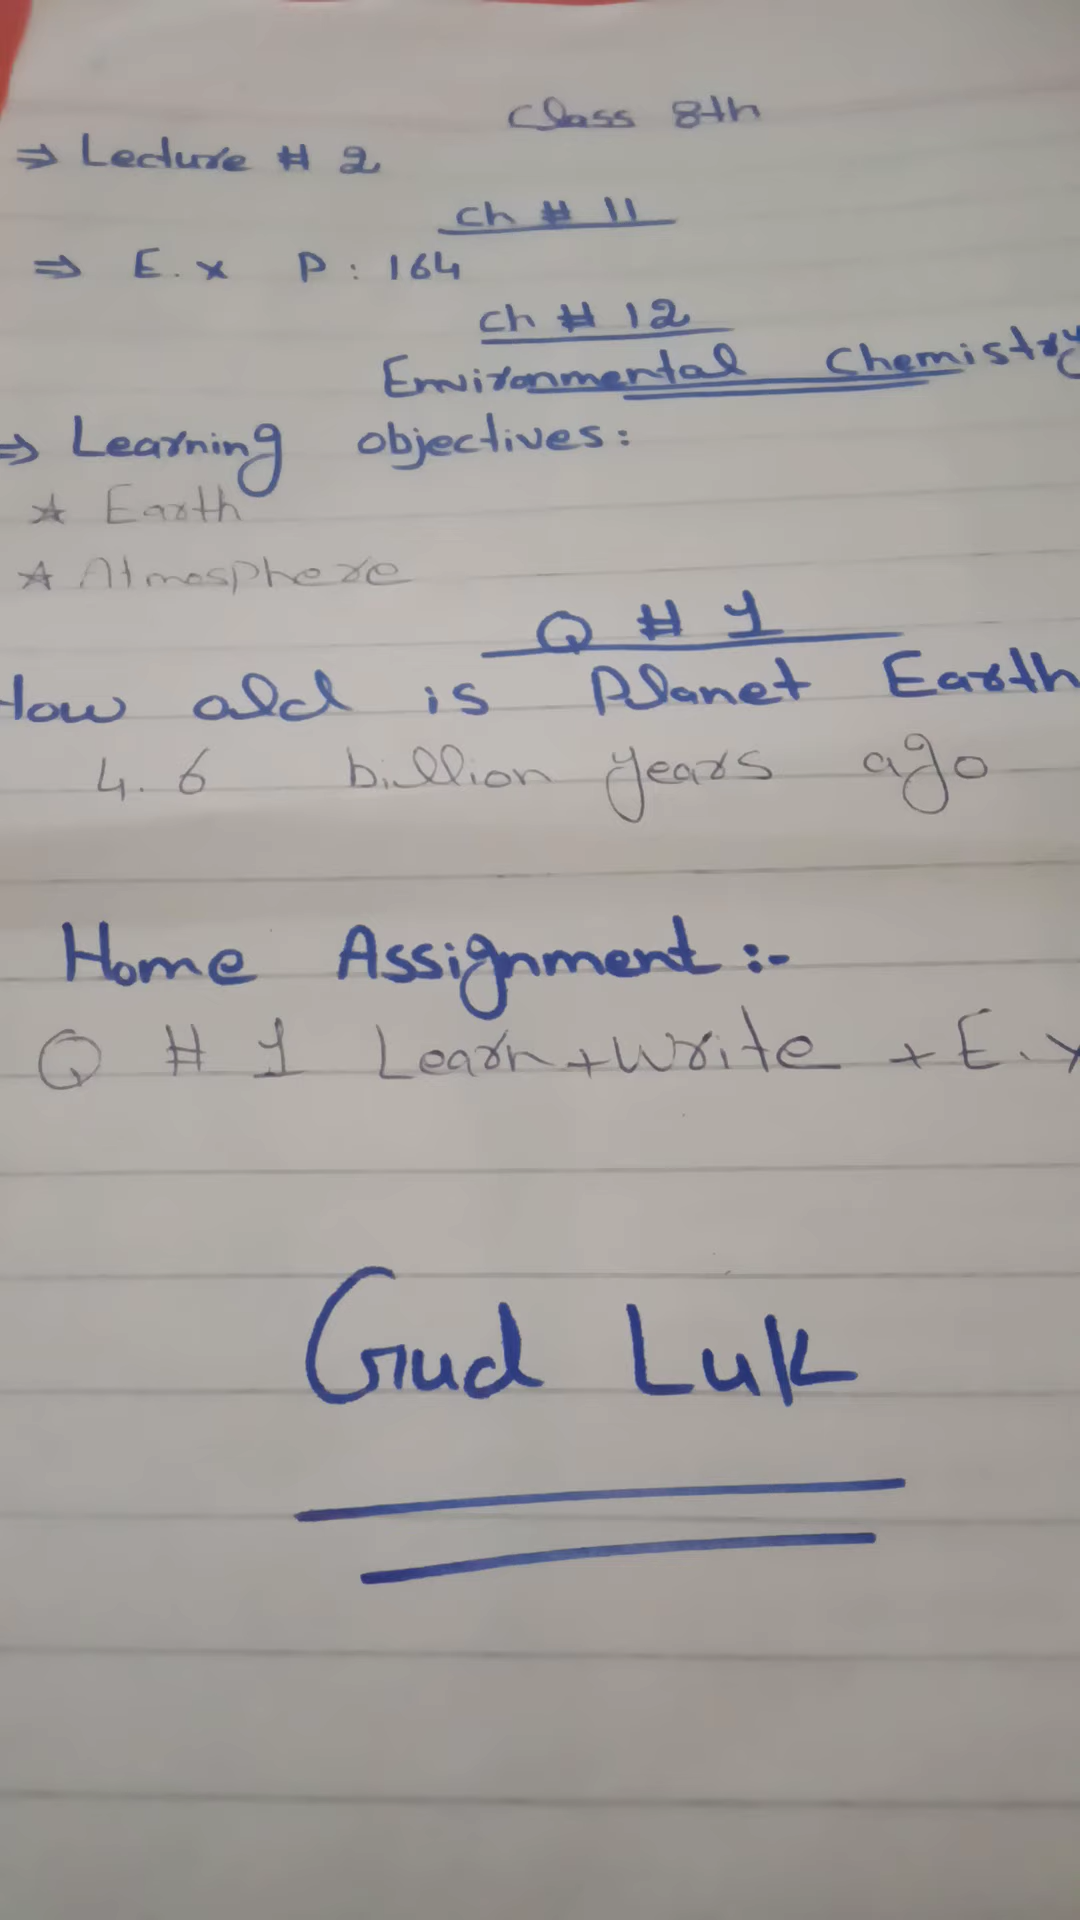 Class 8th
⇒ Lecture # 2
Ch # 11
⇒ E.x P: 164
Ch # 12
Environmental Chemistry
⇒ Learning objectives:
☆ Earth
☆ Atmosphere
Q # 1
How old is Planet Earth
4.6 billion years ago
Home Assignment :-
Q # 1 Learn+Write + E.x
Gud Luk